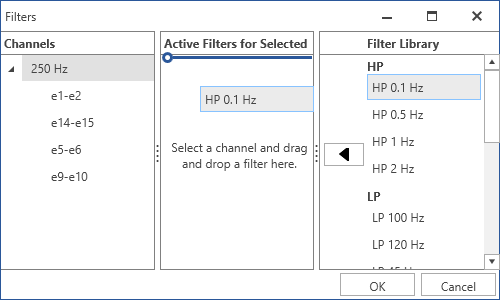 Filters
Channels
250 Hz
e1-e2
e14-e15
e5-e6
e9-e10
Active Filters for Selected
HP 0.1 Hz
Select a channel and drag
and drop a filter here.
Filter Library
HP
HP 0.1 Hz
HP 0.5 Hz
HP 1 Hz
HP 2 Hz
LP
LP 100 Hz
LP 120 Hz
OK
Cancel